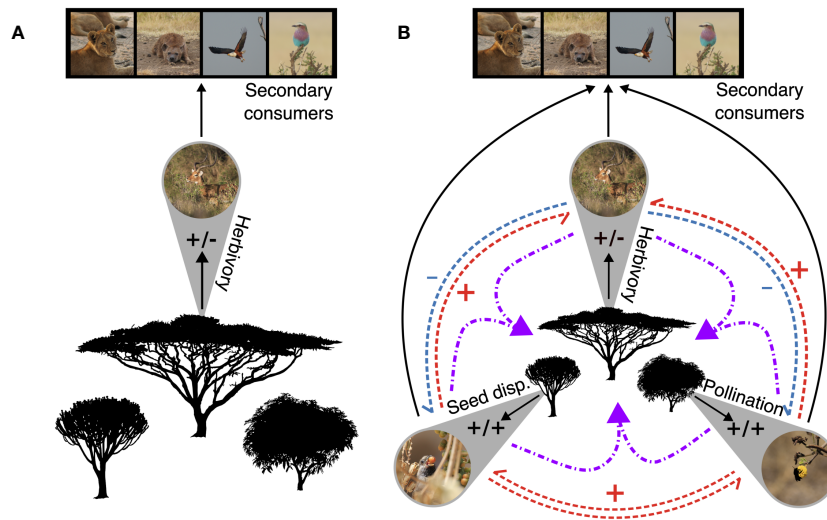 A
Secondary
consumers
+/-
Herbivory
B
Secondary
consumers
+/-
Herbivory
–
+
+
–
Seed disp.
+/+
Pollination
+/+
+